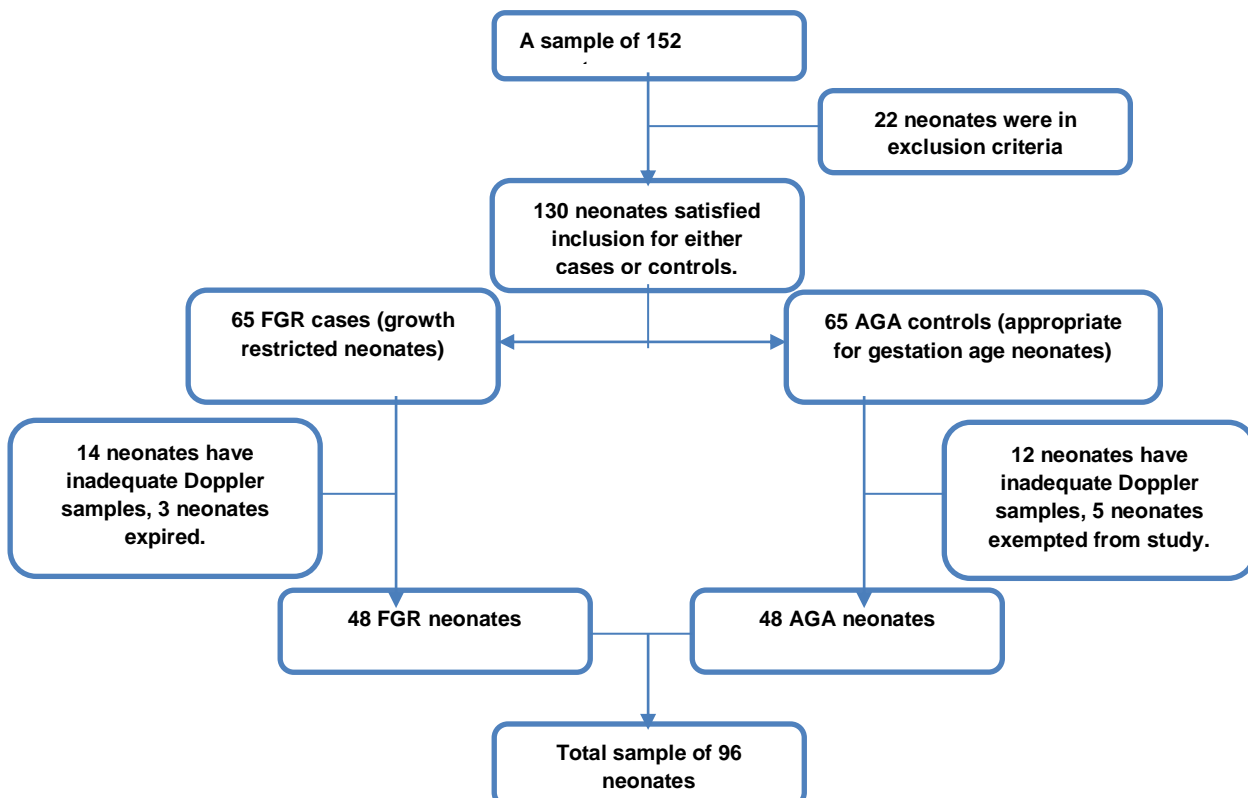 A sample of 152
22 neonates were in
exclusion criteria
130 neonates satisfied
inclusion for either
cases or controls.
65 FGR cases (growth
restricted neonates)
65 AGA controls (appropriate
for gestation age neonates)
14 neonates have
inadequate Doppler
samples, 3 neonates
expired.
12 neonates have
inadequate Doppler
samples, 5 neonates
exempted from study.
48 FGR neonates
48 AGA neonates
Total sample of 96
neonates